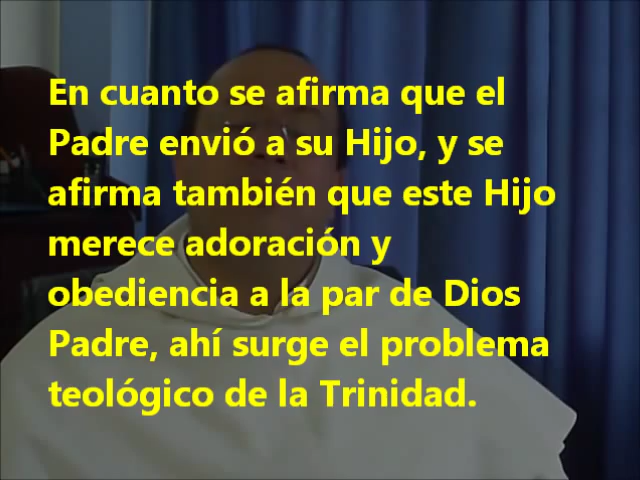 En cuanto se afirma que el
Padre envió a su Hijo, y se
afirma también que este Hijo
merece adoración y
obediencia a la par de Dios
Padre, ahí surge el problema
teológico de la Trinidad.